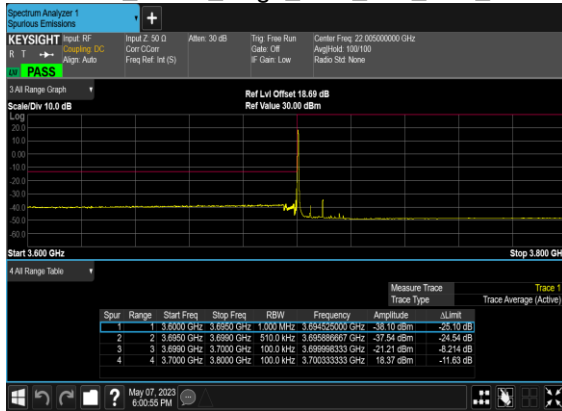 Spectrum Analyzer 1
Spurious Emissions
+
KEYSIGHT Input: RF
R T Coupling: DC
Align: Auto
LU PASS
Input Z: 50 Ω
Corr CCorr
Freq Ref: Int (S)
Atten: 30 dB
Trig: Free Run
Gate: Off
IF Gain: Low
Center Freq: 22.005000000 GHz
Avg|Hold: 100/100
Radio Std: None
3 All Range Graph
Ref Lvl Offset 18.69 dB
Scale/Div 10.0 dB Ref Value 30.00 dBm
Log
20.0
10.0
0.00
-10.0
-20.0
-30.0
-40.0
-50.0
-60.0
Start 3.600 GHz Stop 3.800 GH
4 All Range Table
Measure Trace Trace 1
Trace Type Trace Average (Active)
Spur Range Start Freq Stop Freq RBW Frequency Amplitude ΔLimit
1 1 3.6000 GHz 3.6950 GHz 1.000 MHz 3.694525000 GHz -38.10 dBm -25.10 dB
2 2 3.6950 GHz 3.6990 GHz 510.0 kHz 3.695886667 GHz -37.54 dBm -24.54 dB
3 3 3.6990 GHz 3.7000 GHz 100.0 kHz 3.699998333 GHz -21.21 dBm -8.214 dB
4 4 3.7000 GHz 3.8000 GHz 100.0 kHz 3.700333333 GHz 18.37 dBm -11.63 dB
? May 07, 2023
6:00:55 PM